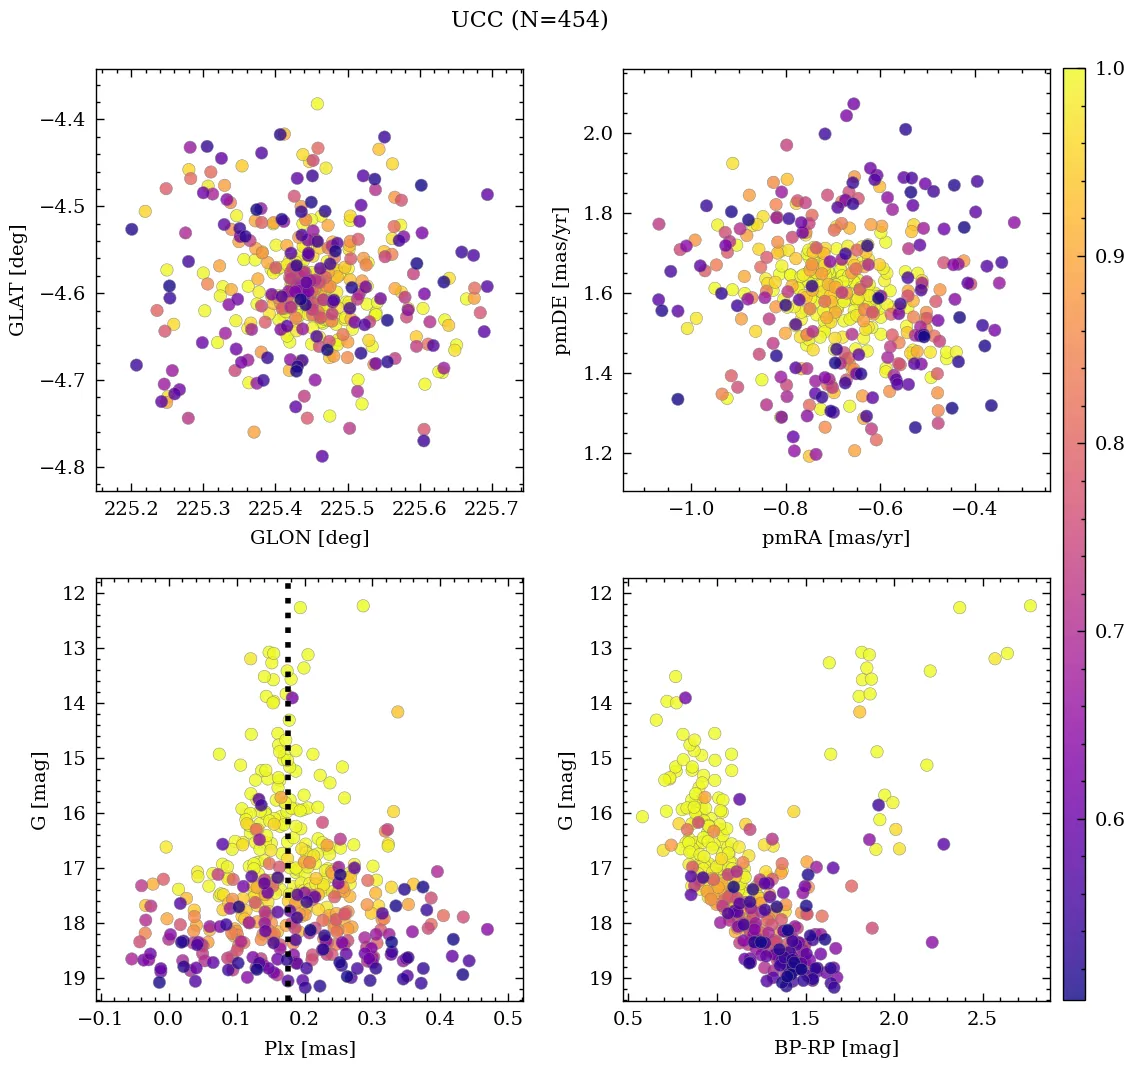 UCC (N=454)
−4.4
−4.5
−4.6
−4.7
−4.8
GLAT [deg]
225.2 225.3 225.4 225.5 225.6 225.7
GLON [deg]
2.0
1.8
1.6
1.4
1.2
pmDE [mas/yr]
−1.0 −0.8 −0.6 −0.4
pmRA [mas/yr]
12
13
14
15
16
17
18
19
G [mag]
−0.1 0.0 0.1 0.2 0.3 0.4 0.5
Plx [mas]
12
13
14
15
16
17
18
19
G [mag]
0.5 1.0 1.5 2.0 2.5
BP-RP [mag]
1.0
0.9
0.8
0.7
0.6